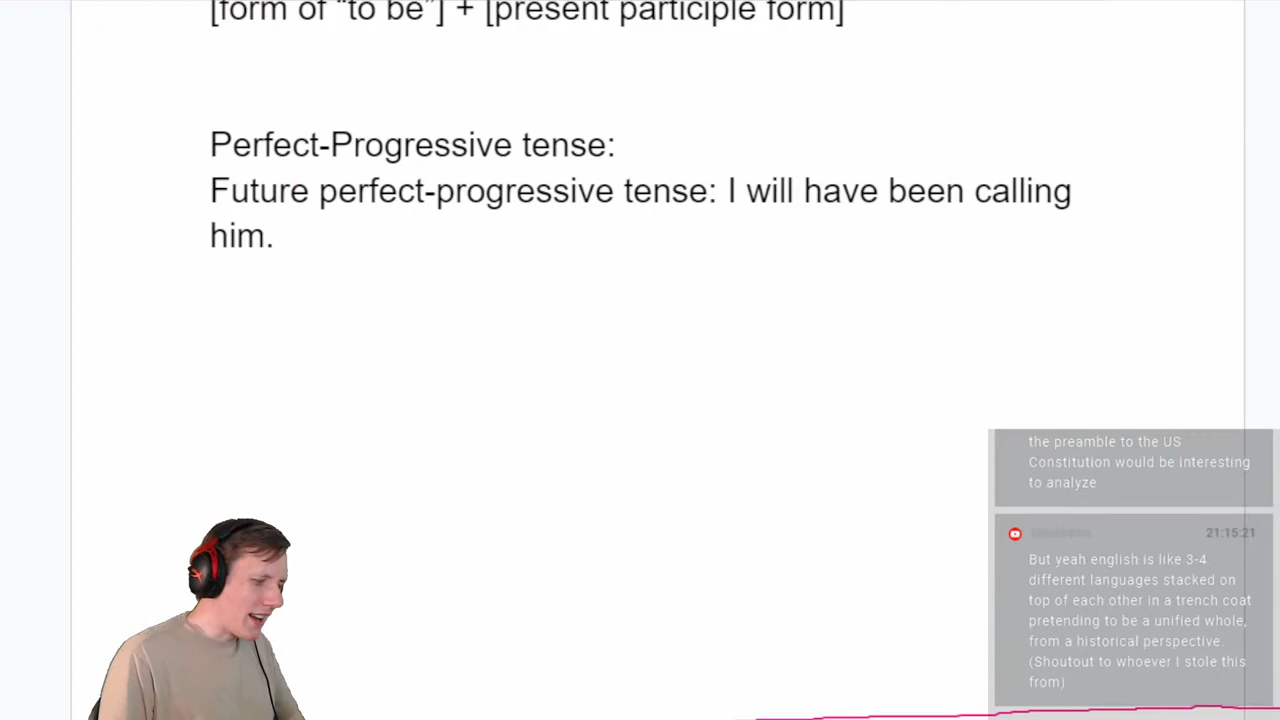 [form of “to be”] + [present participle form]
Perfect-Progressive tense:
Future perfect-progressive tense: I will have been calling
him.
the preamble to the US
Constitution would be interesting
to analyze
21:15:21
But yeah english is like 3-4
different languages stacked on
top of each other in a trench coat
pretending to be a unified whole,
from a historical perspective.
(Shoutout to whoever I stole this
from)